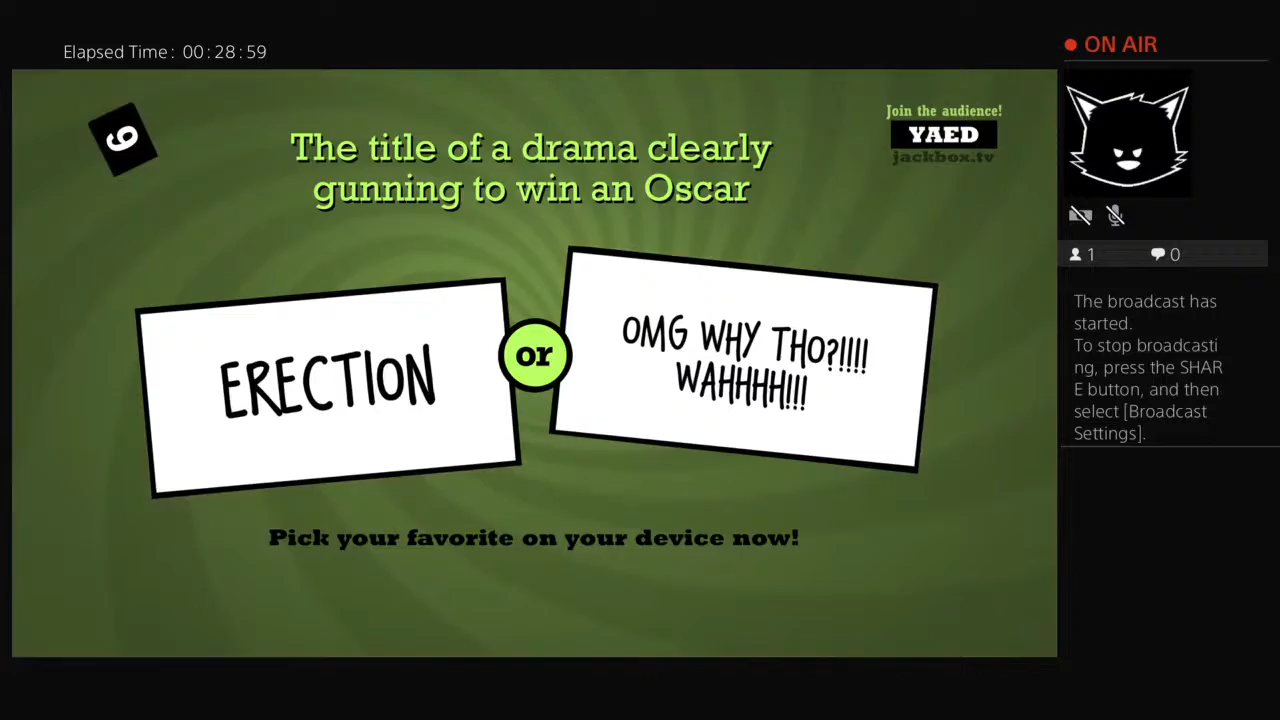 Elapsed Time: 00:28:59
ON AIR
9
The title of a drama clearly
gunning to win an Oscar
Join the audience!
YAED
jackbox.tv
ERECTION
or
OMG WHY THO?!!!!
WAHHHH!!!
Pick your favorite on your device now!
1
0
The broadcast has
started.
To stop broadcasti
ng, press the SHAR
E button, and then
select [Broadcast
Settings].